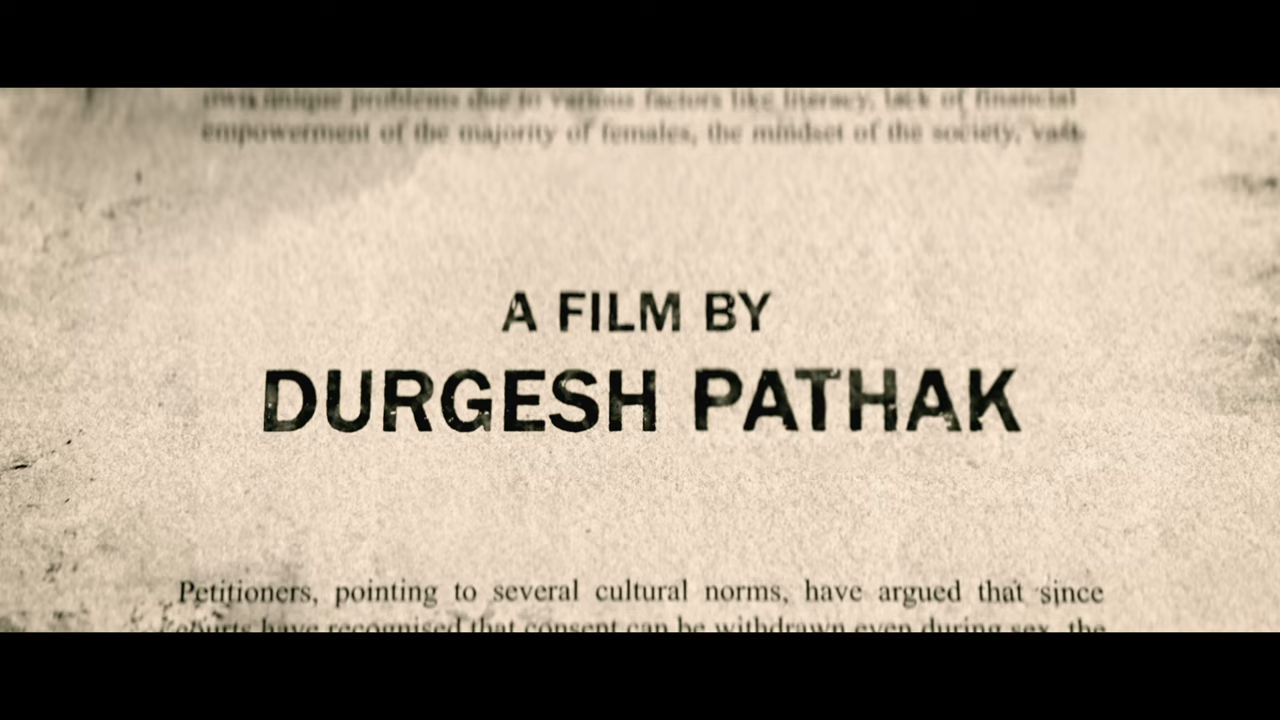 own unique problems due to various factors like literacy, lack of financial
empowerment of the majority of females, the mindset of the society, vast
A FILM BY
DURGESH PATHAK
Petitioners, pointing to several cultural norms, have argued that since
courts have recognised that consent can be withdrawn even during sex, the